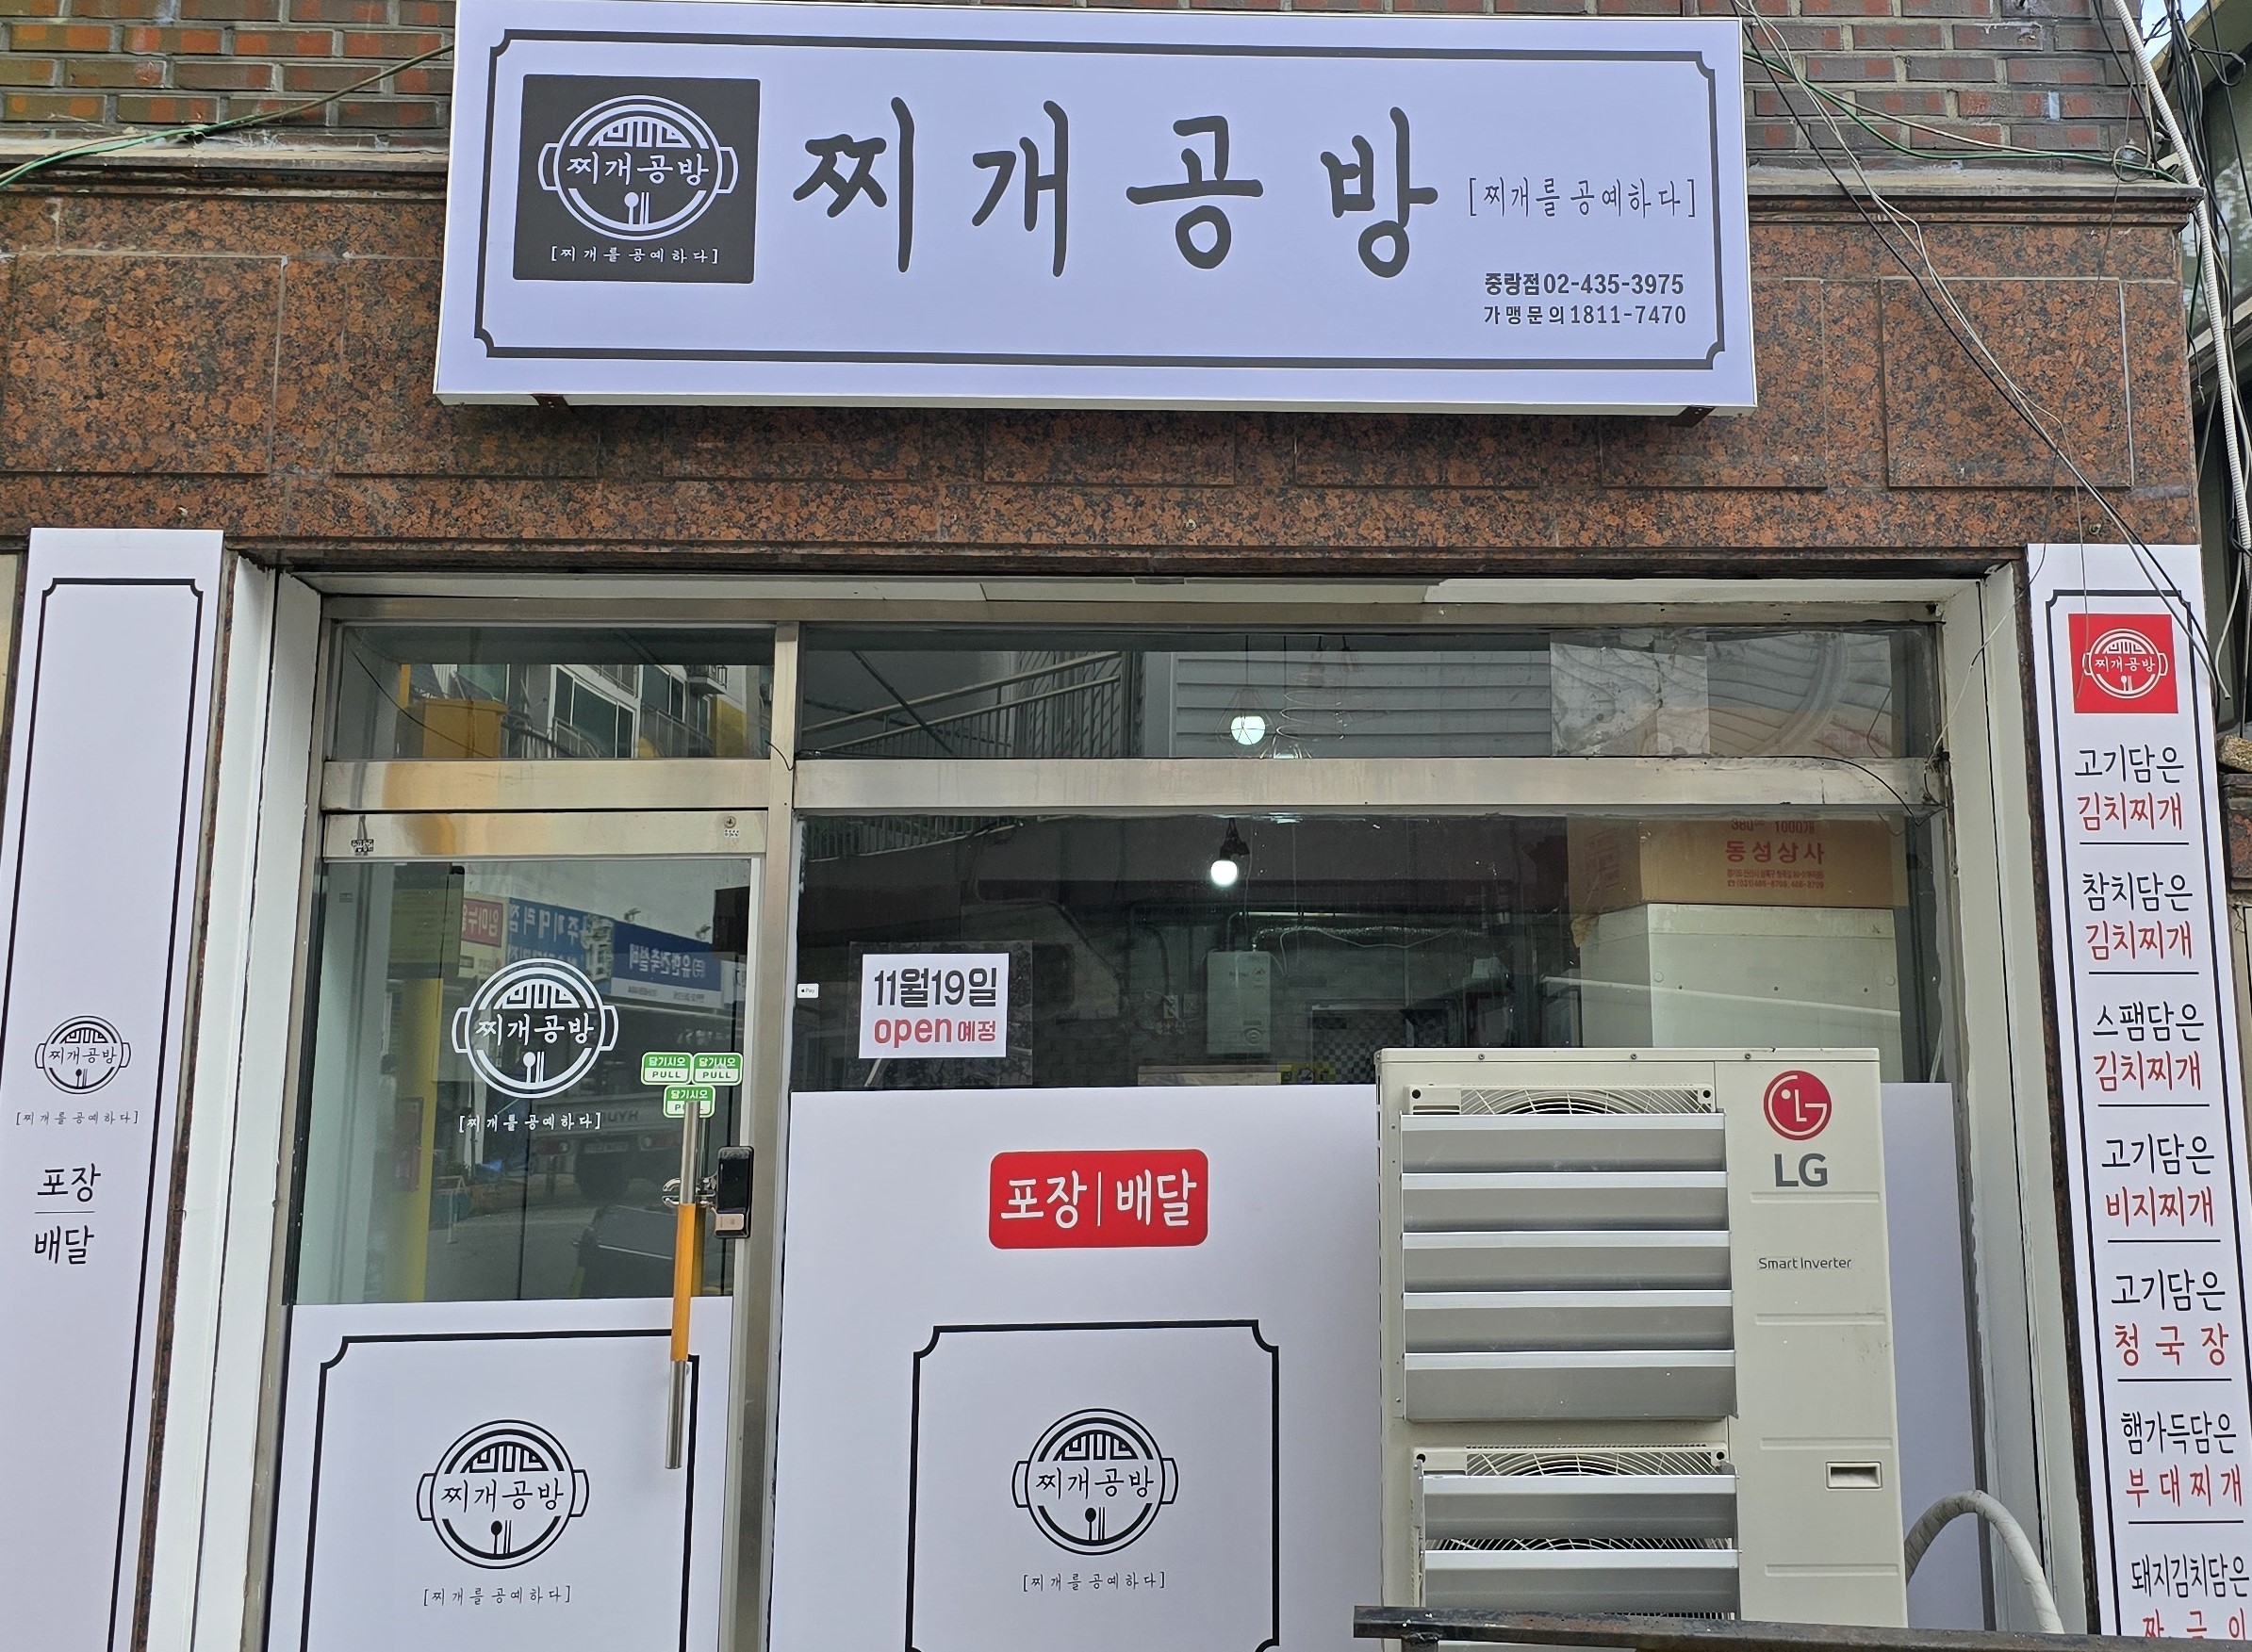 찌개공방
[찌개를 공예하다]
찌개공방
[찌개를 공예하다]
중랑점 02-435-3975
가맹문의 1811-7470
찌개공방
[찌개를 공예하다]
포장
배달
찌개공방
[찌개를 공예하다]
당기시오
PULL
당기시오
PULL
당기시오
찌개공방
[찌개를 공예하다]
11월19일
open 예정
1000개
동성상사
포장 | 배달
찌개공방
[찌개를 공예하다]
LG
Smart Inverter
찌개공방
고기담은
김치찌개
참치담은
김치찌개
스팸담은
김치찌개
고기담은
비지찌개
고기담은
청국장
햄가득담은
부대찌개
돼지김치담은